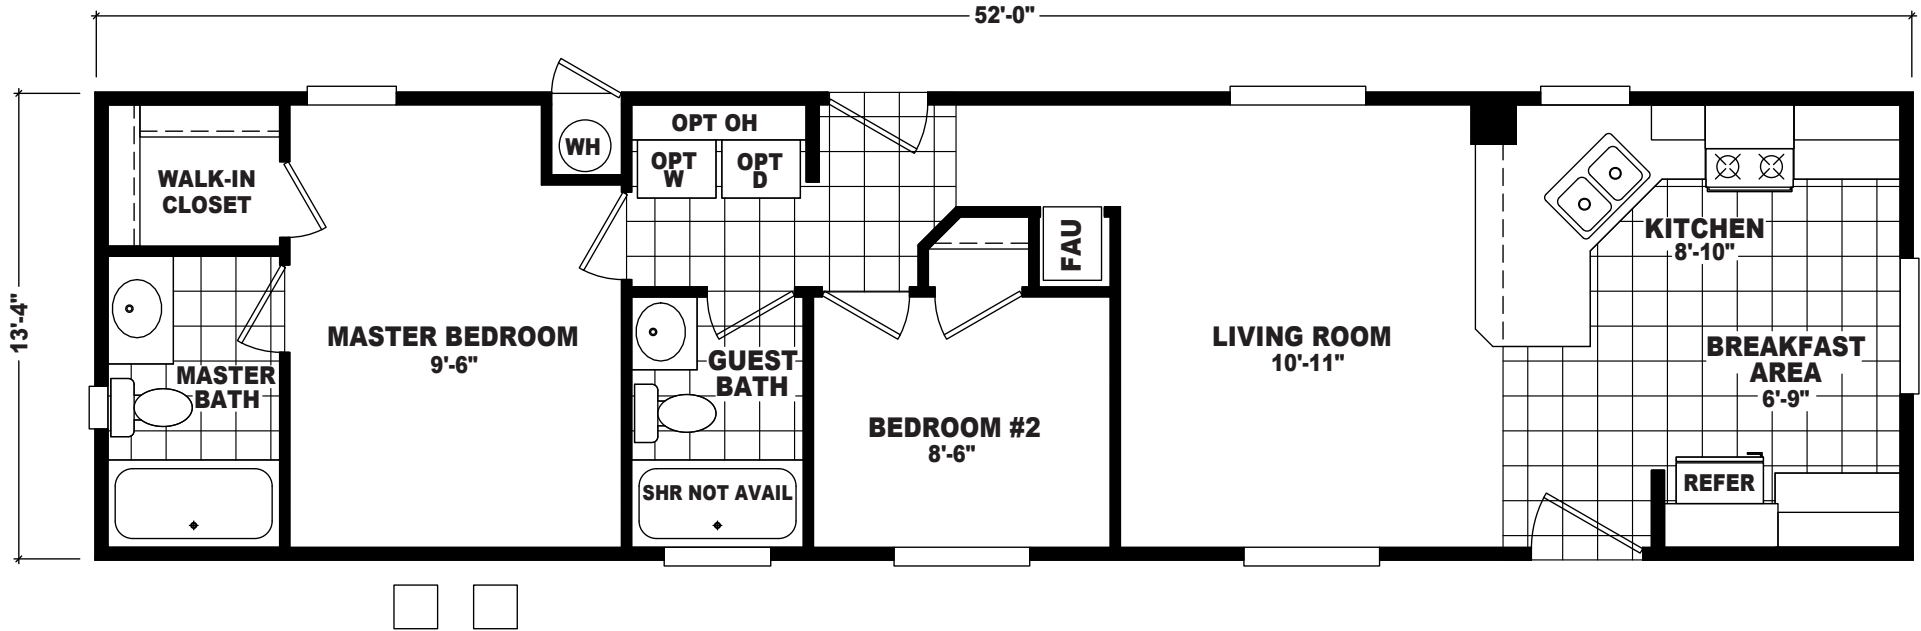 52'-0"
13'-4"
WALK-IN
CLOSET
WH
OPT OH
OPT
W
OPT
D
FAU
KITCHEN
8'-10"
MASTER BEDROOM
9'-6"
MASTER
BATH
GUEST
BATH
SHR NOT AVAIL
BEDROOM #2
8'-6"
LIVING ROOM
10'-11"
BREAKFAST
AREA
6'-9"
REFER